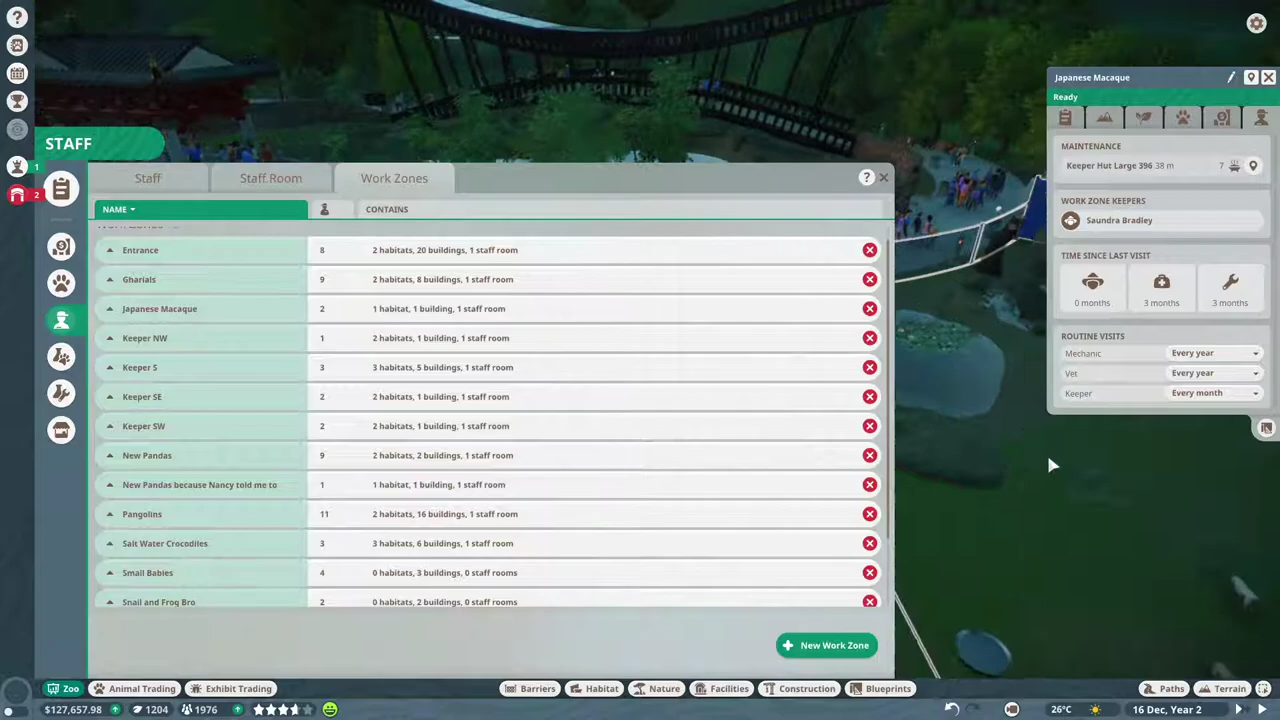 STAFF
1
2
Staff
Staff Room
Work Zones
?
NAME
CONTAINS
Entrance 8 2 habitats, 20 buildings, 1 staff room
Gharials 9 2 habitats, 8 buildings, 1 staff room
Japanese Macaque 2 1 habitat, 1 building, 1 staff room
Keeper NW 1 2 habitats, 1 building, 1 staff room
Keeper S 3 3 habitats, 5 buildings, 1 staff room
Keeper SE 2 2 habitats, 1 building, 1 staff room
Keeper SW 2 2 habitats, 1 building, 1 staff room
New Pandas 9 2 habitats, 2 buildings, 1 staff room
New Pandas because Nancy told me to 1 1 habitat, 1 building, 1 staff room
Pangolins 11 2 habitats, 16 buildings, 1 staff room
Salt Water Crocodiles 3 3 habitats, 6 buildings, 1 staff room
Small Babies 4 0 habitats, 3 buildings, 0 staff rooms
Snail and Frog Bro 2 0 habitats, 2 buildings, 0 staff rooms
New Work Zone
Japanese Macaque
Ready
MAINTENANCE
Keeper Hut Large 396 38 m 7
WORK ZONE KEEPERS
Saundra Bradley
TIME SINCE LAST VISIT
0 months 3 months 3 months
ROUTINE VISITS
Mechanic Every year
Vet Every year
Keeper Every month
Zoo Animal Trading Exhibit Trading Barriers Habitat Nature Facilities Construction Blueprints Paths Terrain
$127,657.98 1204 1976 26°C 16 Dec, Year 2